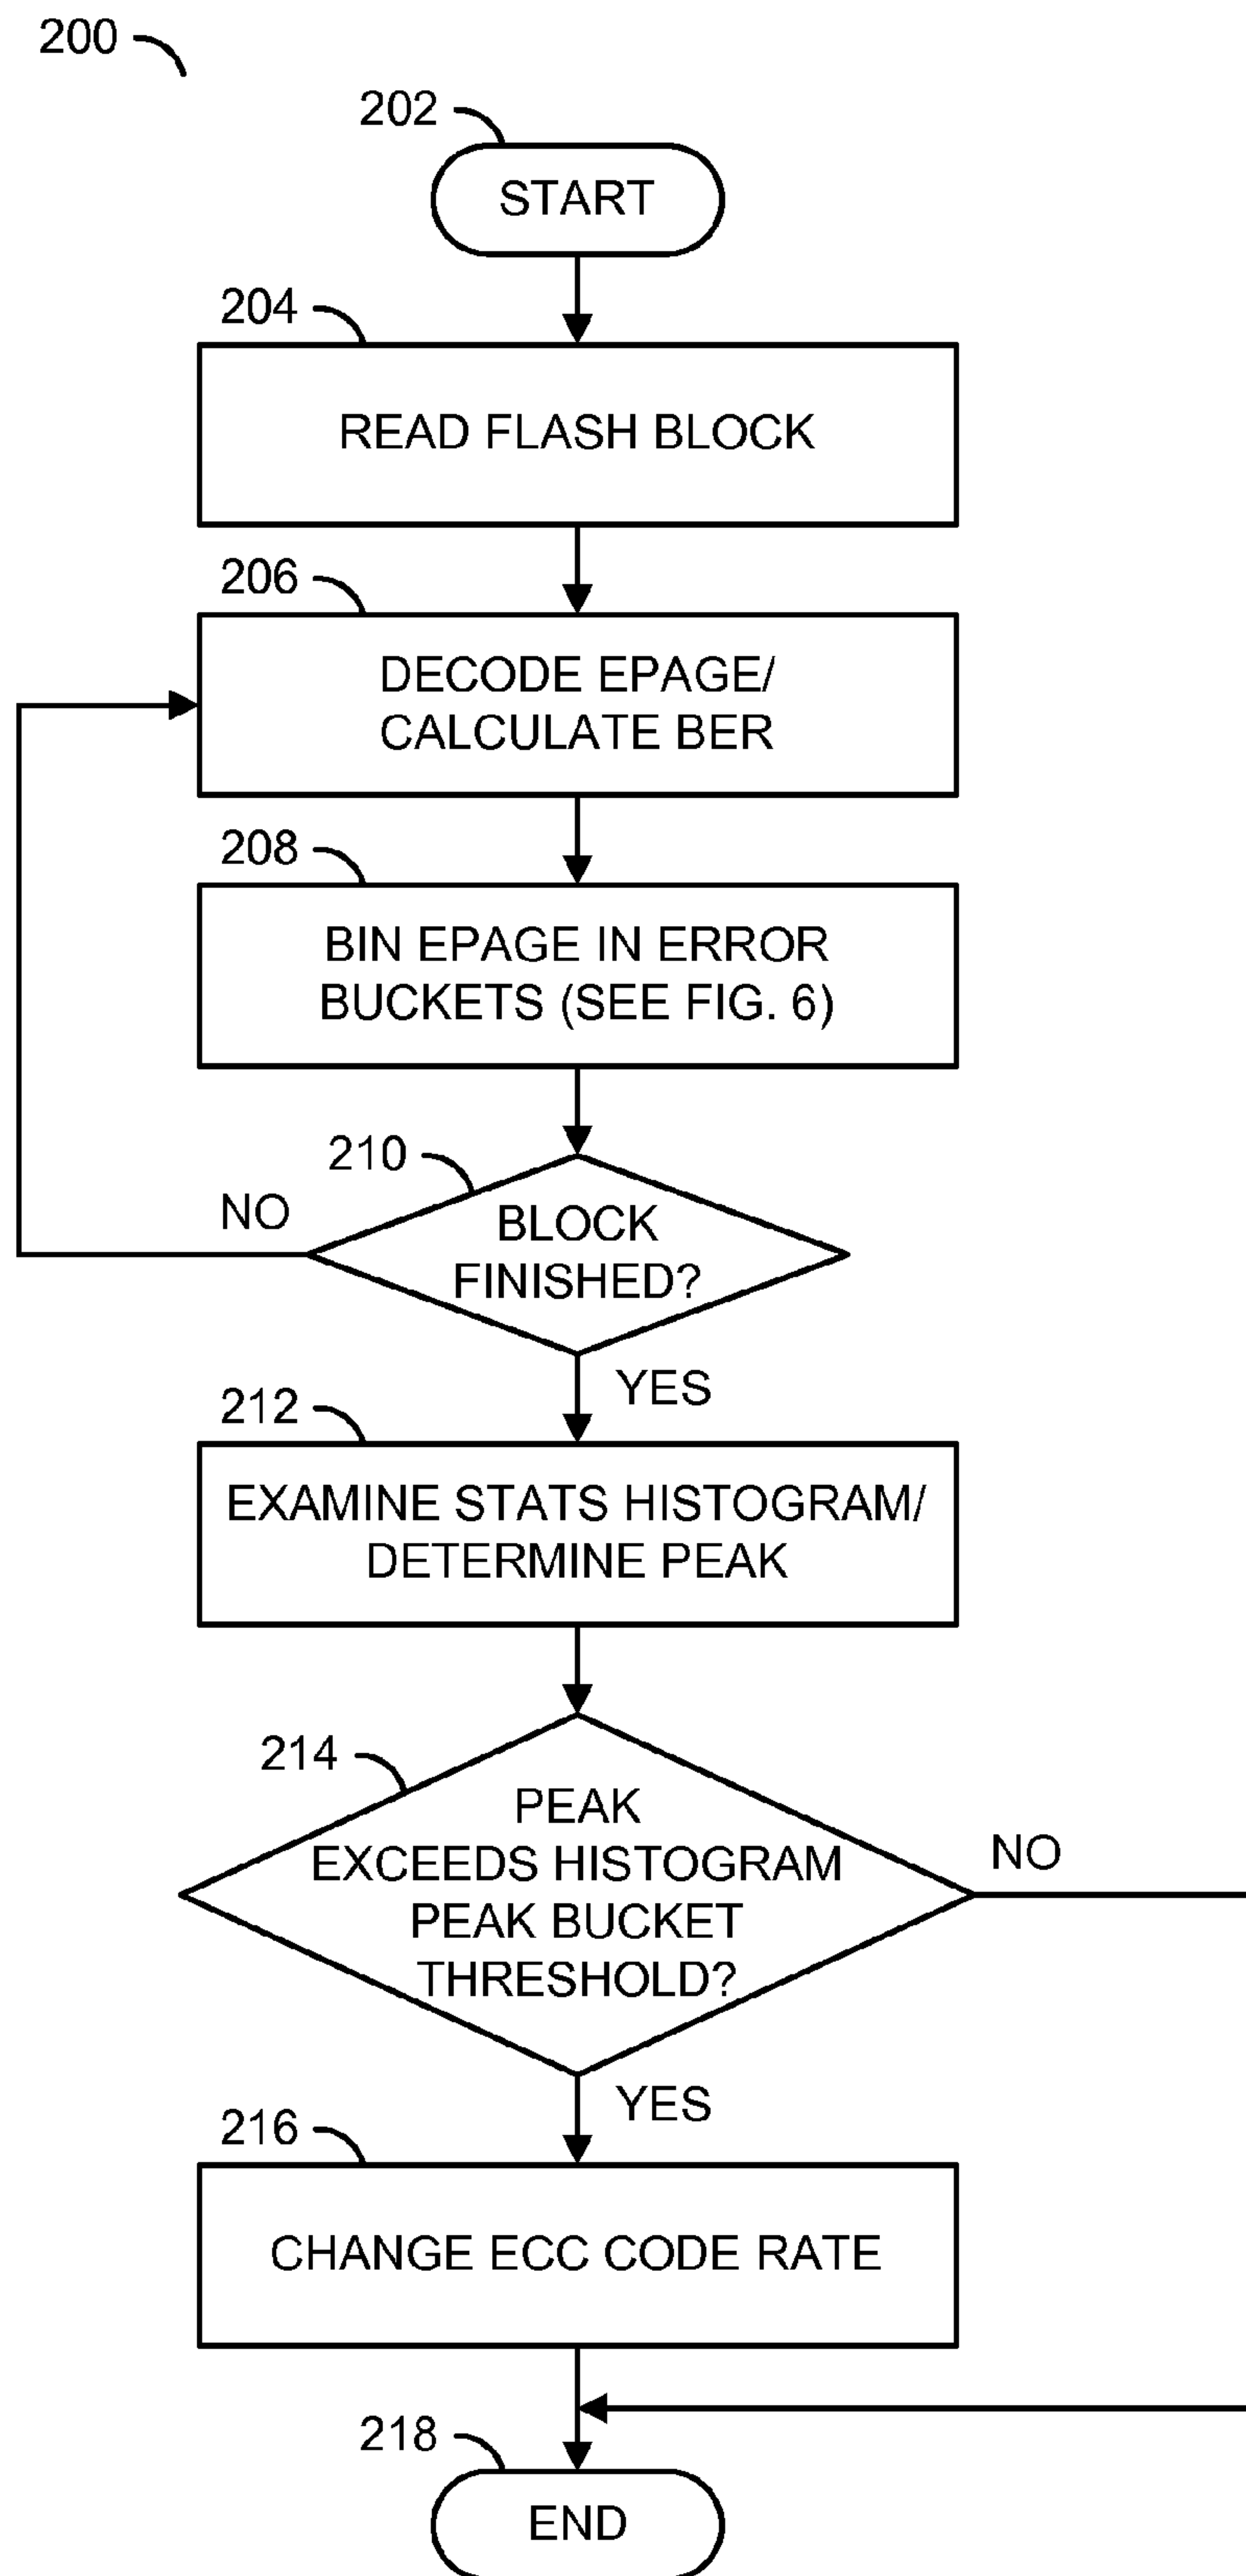 200
202
START
204
READ FLASH BLOCK
206
DECODE EPAGE/
CALCULATE BER
208
BIN EPAGE IN ERROR
BUCKETS (SEE FIG. 6)
210
NO
BLOCK
FINISHED?
YES
212
EXAMINE STATS HISTOGRAM/
DETERMINE PEAK
214
PEAK
EXCEEDS HISTOGRAM
PEAK BUCKET
THRESHOLD?
NO
YES
216
CHANGE ECC CODE RATE
218
END